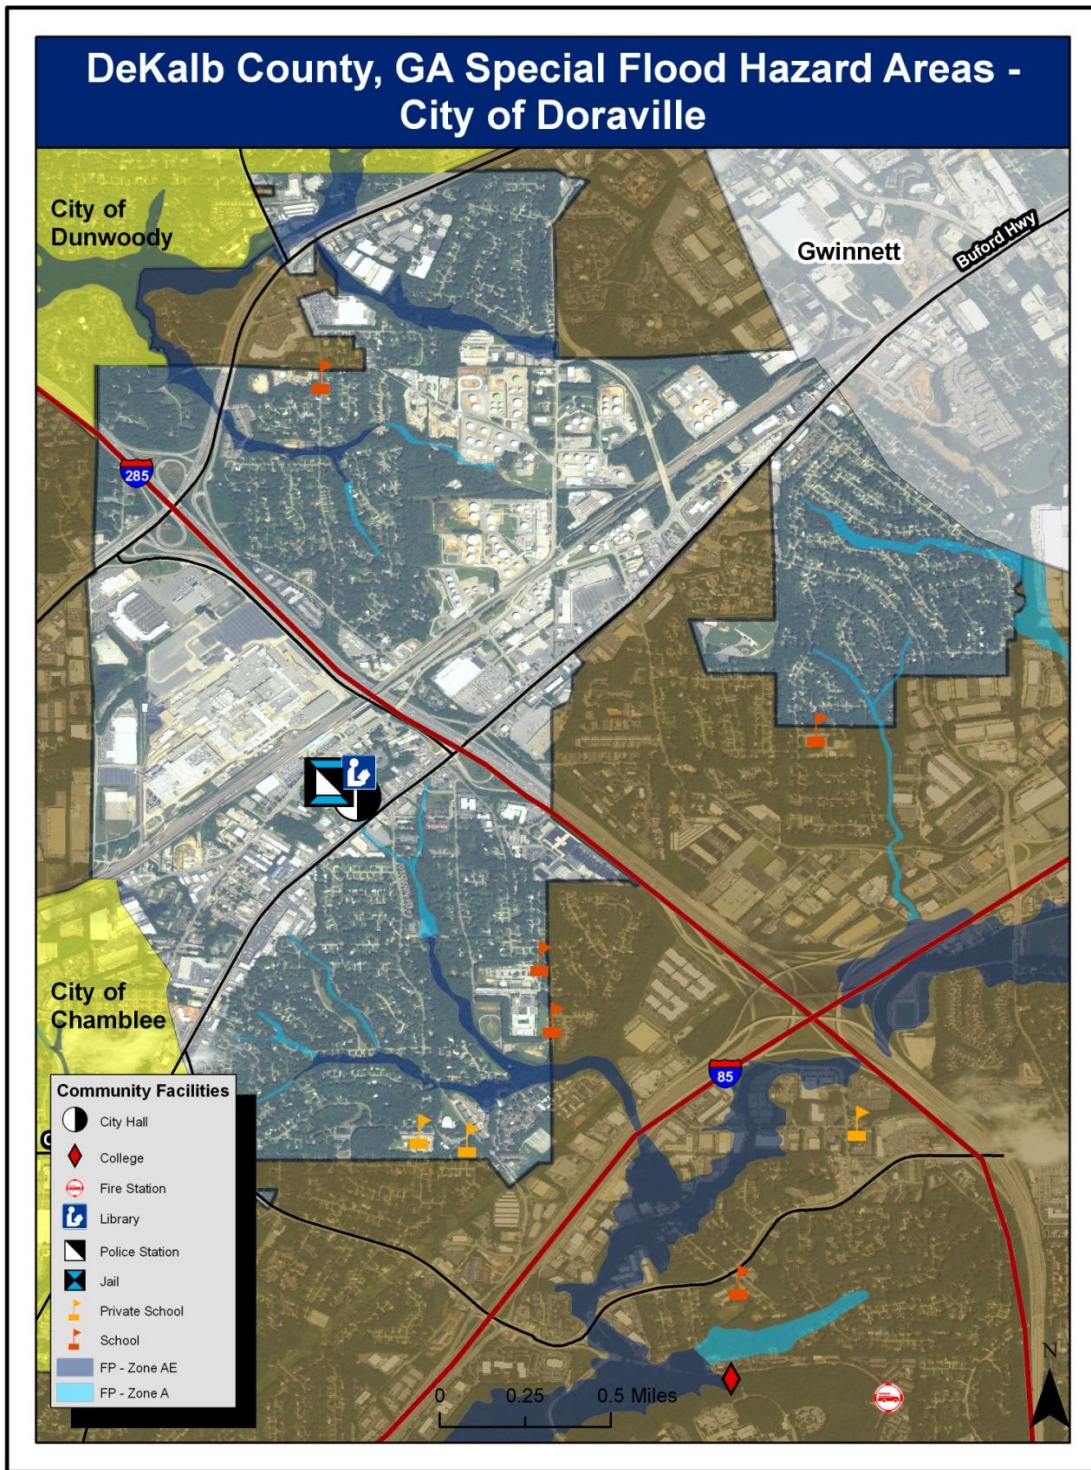 DeKalb County, GA Special Flood Hazard Areas -
City of Doraville
City of
Dunwoody
Gwinnett
Buford Hwy
285
City of
Chamblee
85
Community Facilities
City Hall
College
Fire Station
Library
Police Station
Jail
Private School
School
FP - Zone AE
FP - Zone A
0 0.25 0.5 Miles
N